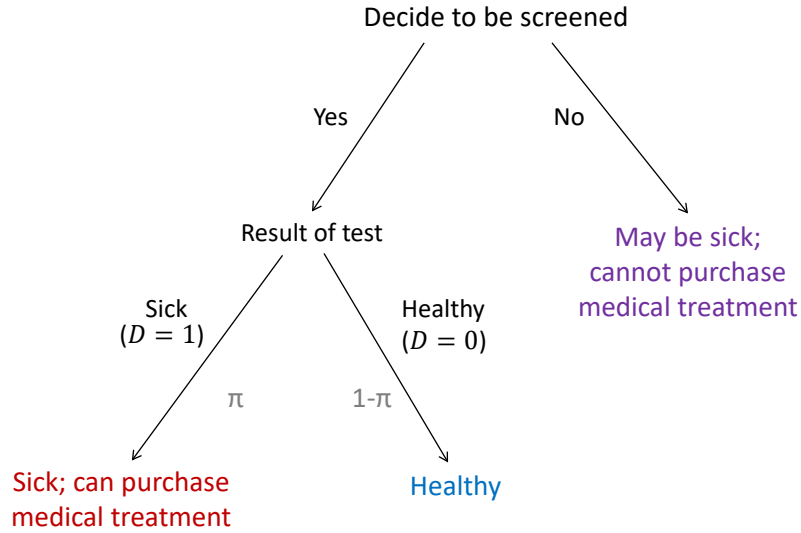 Decide to be screened
Yes
No
Result of test
May be sick;
cannot purchase
medical treatment
Sick
(D = 1)
Healthy
(D = 0)
π
1-π
Sick; can purchase
medical treatment
Healthy